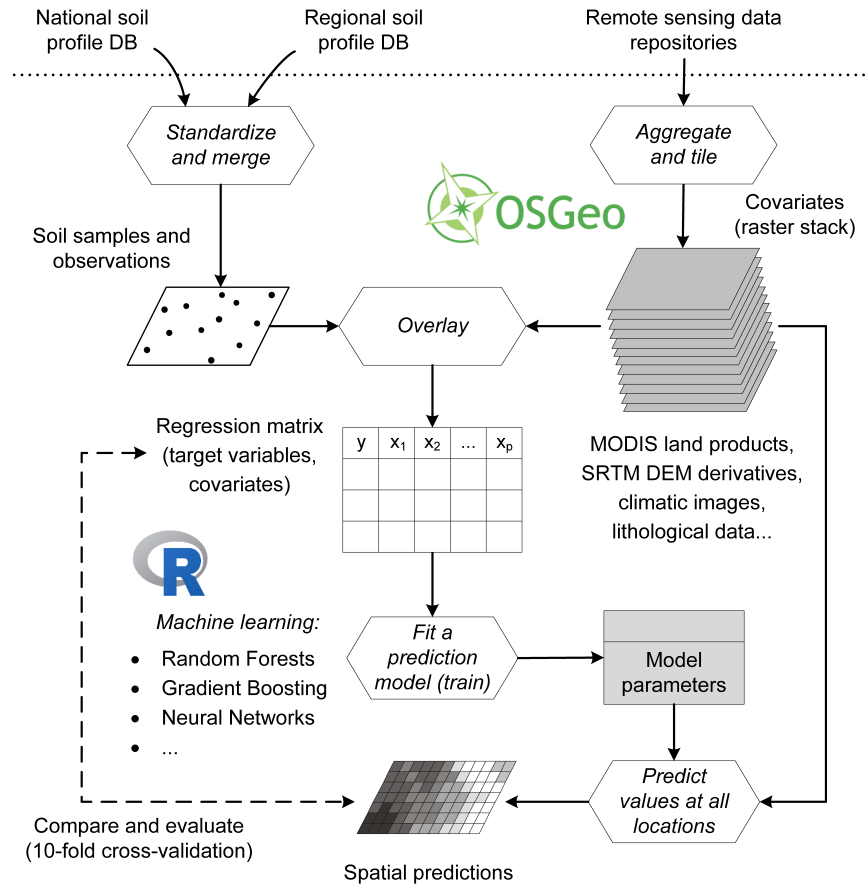 National soil
profile DB
Regional soil
profile DB
Remote sensing data
repositories
Standardize
and merge
Aggregate
and tile
OSGeo
Covariates
(raster stack)
Soil samples and
observations
Overlay
Regression matrix
(target variables,
covariates)
y x1 x2 ... xp
MODIS land products,
SRTM DEM derivatives,
climatic images,
lithological data...
R
Machine learning:
• Random Forests
• Gradient Boosting
• Neural Networks
• ...
Fit a
prediction
model (train)
Model
parameters
Predict
values at all
locations
Compare and evaluate
(10-fold cross-validation)
Spatial predictions